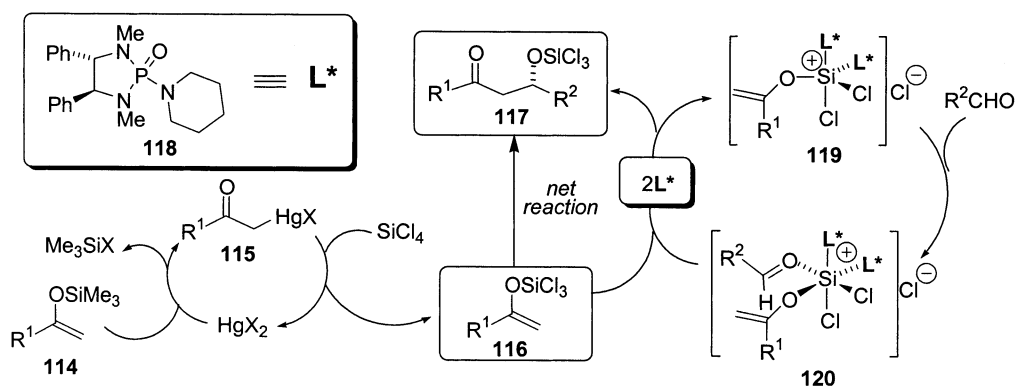 Me
Ph
N
O
P
N
Ph
N
Me
≡ L*
118
O
OSiCl3
R1
R2
117
L*
+
L*
O
Si
Cl
Cl
R1
Cl −
119
R2CHO
2L*
net
reaction
O
R1
HgX
115
SiCl4
Me3SiX
OSiMe3
R1
114
HgX2
OSiCl3
R1
116
R2
O
H
L*
+
L*
Si
O
Cl
Cl
R1
Cl −
120